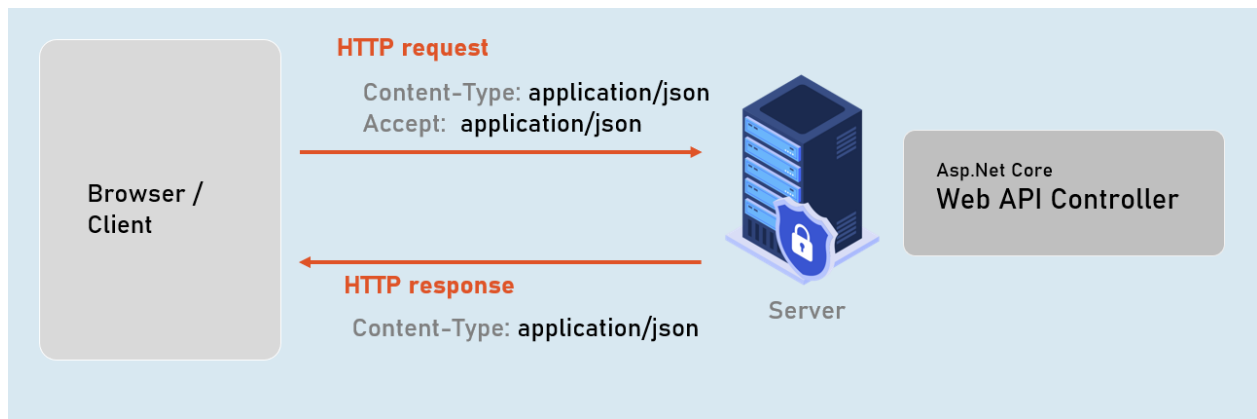 HTTP request
Content-Type: application/json
Accept: application/json
Browser /
Client
Asp.Net Core
Web API Controller
HTTP response
Server
Content-Type: application/json